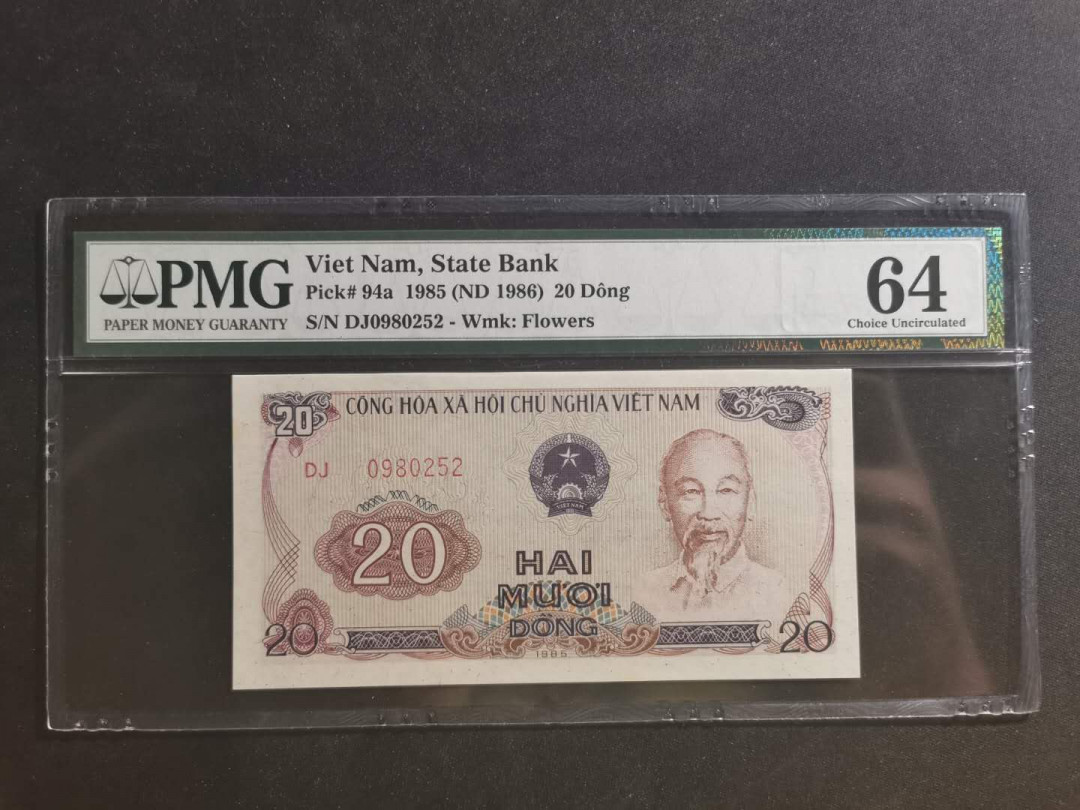 PMG
PAPER MONEY GUARANTY
Viet Nam, State Bank
Pick# 94a 1985 (ND 1986) 20 Dông
S/N DJ0980252 - Wmk: Flowers
64
Choice Uncirculated
20
CỘNG HÒA XÃ HỘI CHỦ NGHĨA VIỆT NAM
DJ 0980252
VIỆT NAM
20
HAI
MƯƠI
ĐỒNG
20
1985
20